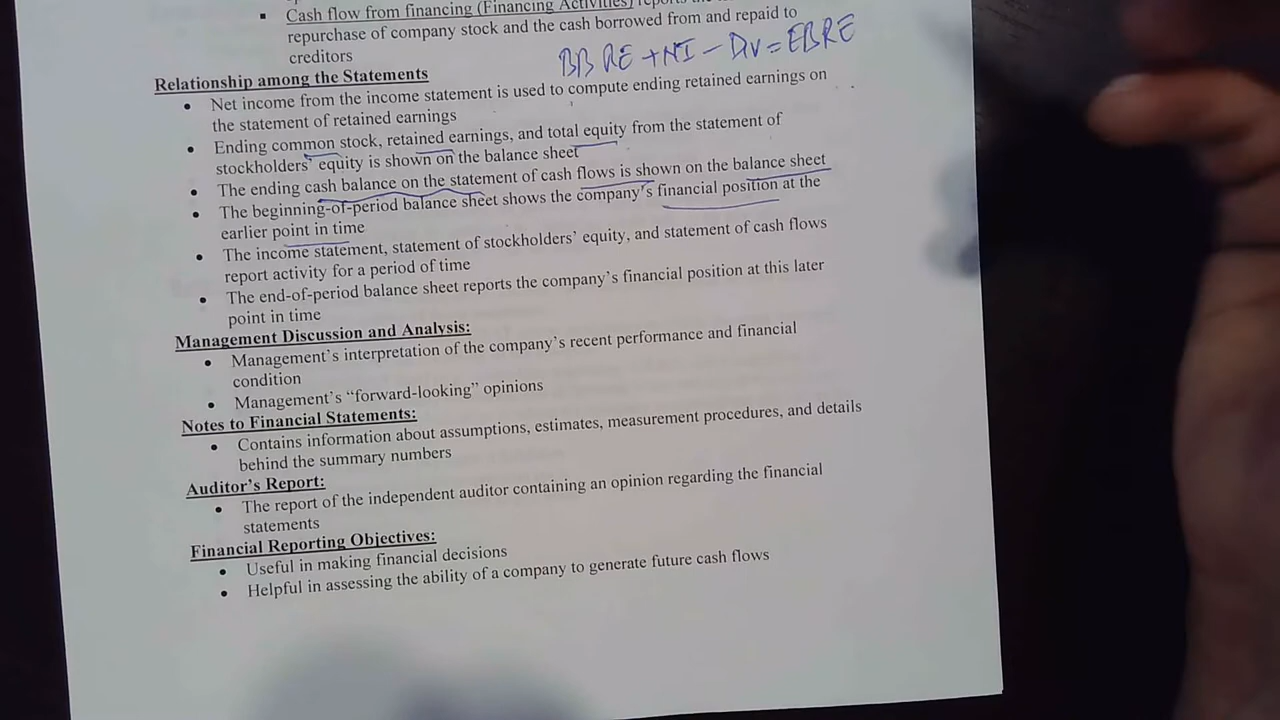 Cash flow from financing (Financing Activities) reports the
repurchase of company stock and the cash borrowed from and repaid to
creditors
BB RE + NI - DV = EBRE
Relationship among the Statements
• Net income from the income statement is used to compute ending retained earnings on
the statement of retained earnings
• Ending common stock, retained earnings, and total equity from the statement of
stockholders' equity is shown on the balance sheet
• The ending cash balance on the statement of cash flows is shown on the balance sheet
• The beginning-of-period balance sheet shows the company's financial position at the
earlier point in time
• The income statement, statement of stockholders' equity, and statement of cash flows
report activity for a period of time
• The end-of-period balance sheet reports the company's financial position at this later
point in time
Management Discussion and Analysis:
• Management's interpretation of the company's recent performance and financial
condition
• Management's “forward-looking” opinions
Notes to Financial Statements:
• Contains information about assumptions, estimates, measurement procedures, and details
behind the summary numbers
Auditor's Report:
• The report of the independent auditor containing an opinion regarding the financial
statements
Financial Reporting Objectives:
• Useful in making financial decisions
• Helpful in assessing the ability of a company to generate future cash flows